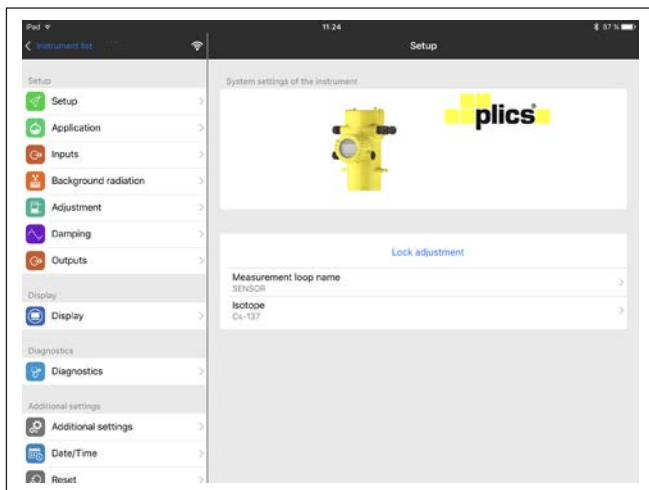 iPad
11:24
87 %
Instrument list
Setup
Setup
Setup
Application
Inputs
Background radiation
Adjustment
Damping
Outputs
Display
Display
Diagnostics
Diagnostics
Additional settings
Additional settings
Date/Time
Reset
System settings of the instrument
plics®
Lock adjustment
Measurement loop name
SENSOR
Isotope
Cs-137